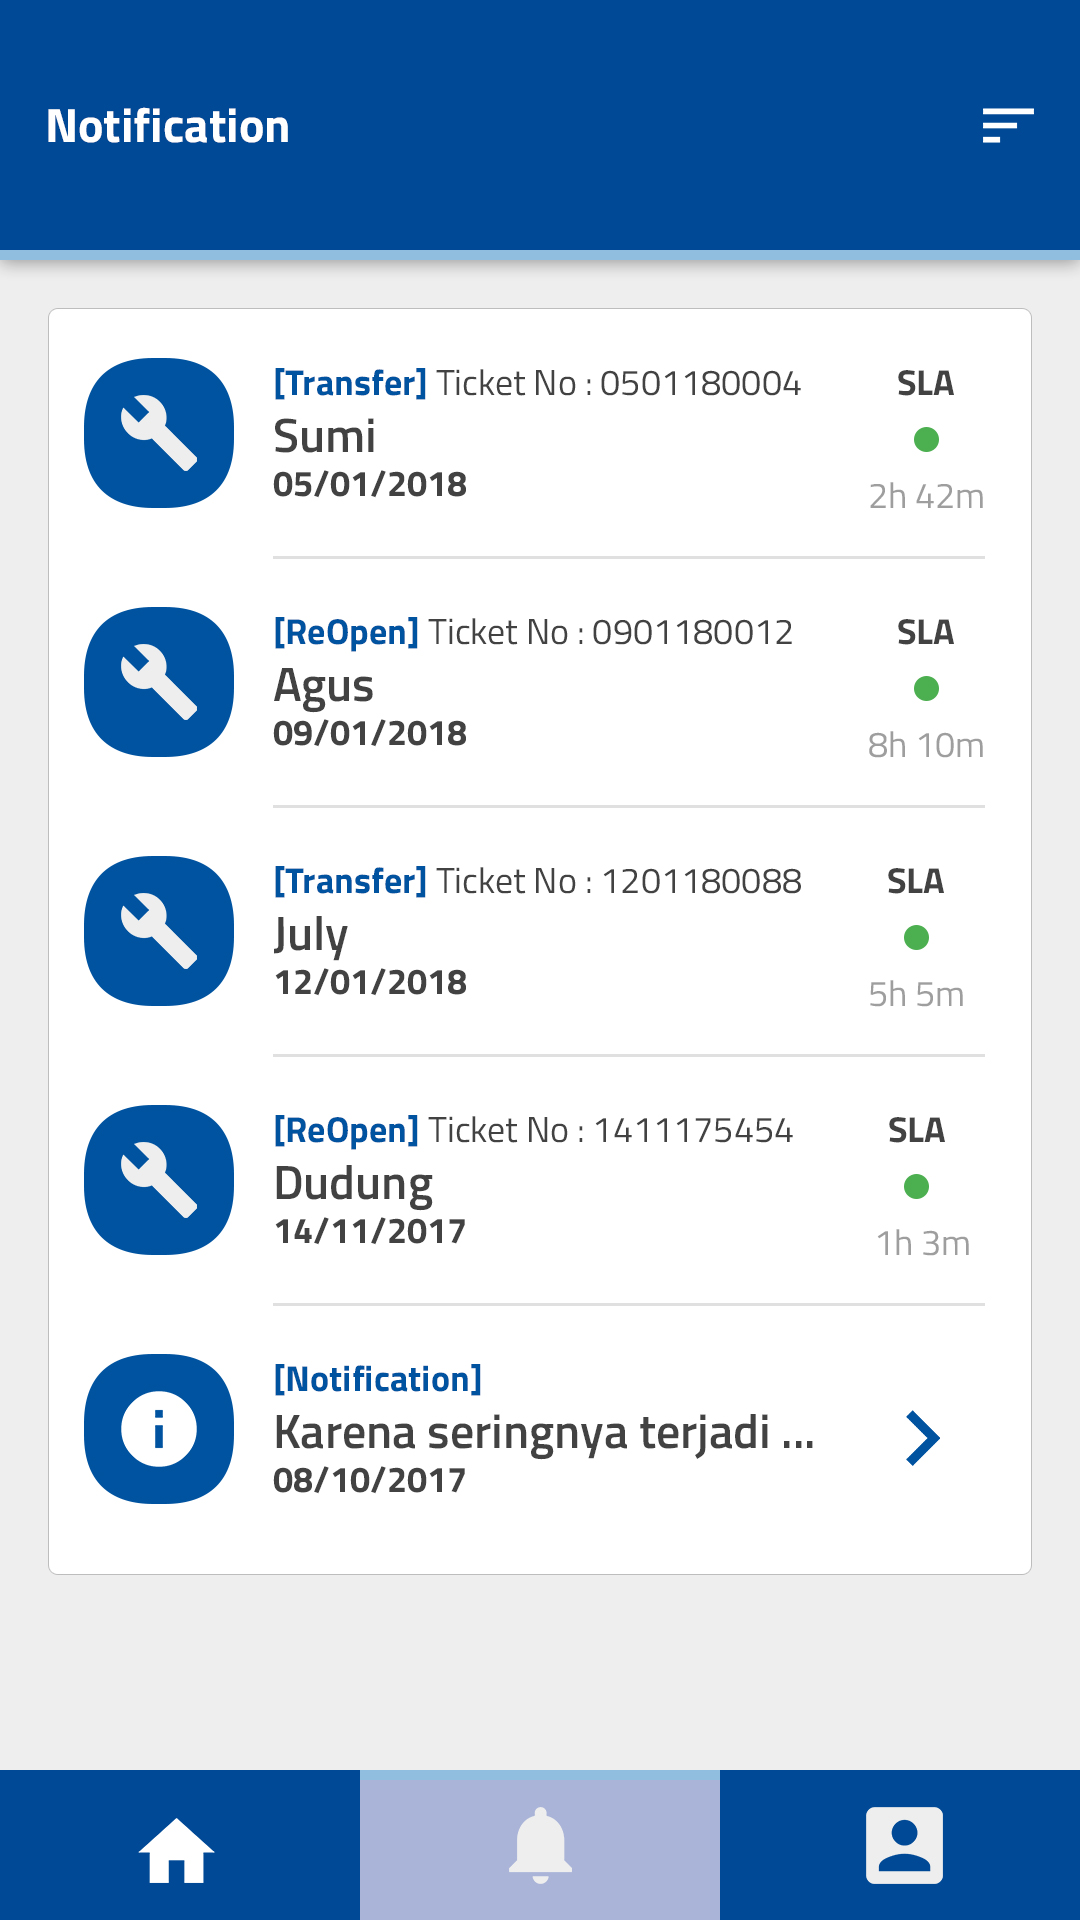 Notification
[Transfer] Ticket No : 0501180004
SLA
Sumi
05/01/2018
2h 42m
[ReOpen] Ticket No : 0901180012
SLA
Agus
09/01/2018
8h 10m
[Transfer] Ticket No : 1201180088
SLA
July
12/01/2018
5h 5m
[ReOpen] Ticket No : 1411175454
SLA
Dudung
14/11/2017
1h 3m
[Notification]
Karena seringnya terjadi ...
08/10/2017